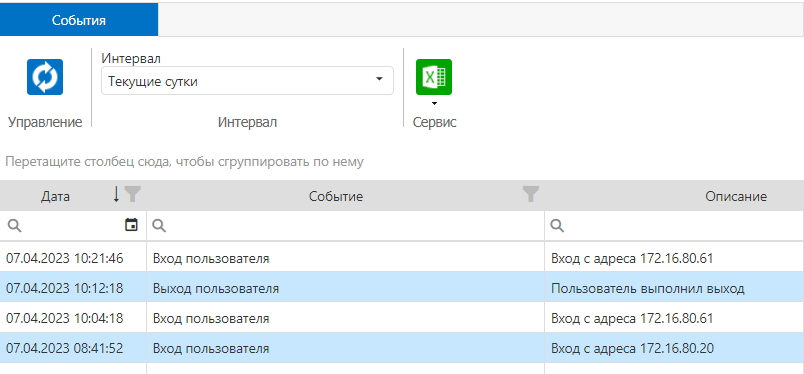 События
Интервал
Текущие сутки
Управление Интервал Сервис
Перетащите столбец сюда, чтобы сгруппировать по нему
Дата Событие Описание
07.04.2023 10:21:46 Вход пользователя Вход с адреса 172.16.80.61
07.04.2023 10:12:18 Выход пользователя Пользователь выполнил выход
07.04.2023 10:04:18 Вход пользователя Вход с адреса 172.16.80.61
07.04.2023 08:41:52 Вход пользователя Вход с адреса 172.16.80.20